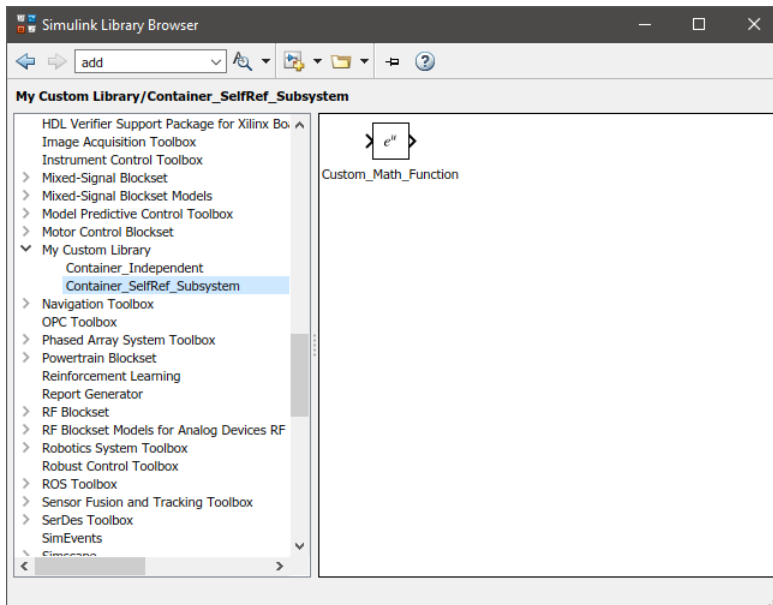 Simulink Library Browser
add
My Custom Library/Container_SelfRef_Subsystem
HDL Verifier Support Package for Xilinx Bo
Image Acquisition Toolbox
Instrument Control Toolbox
Mixed-Signal Blockset
Mixed-Signal Blockset Models
Model Predictive Control Toolbox
Motor Control Blockset
My Custom Library
Container_Independent
Container_SelfRef_Subsystem
Navigation Toolbox
OPC Toolbox
Phased Array System Toolbox
Powertrain Blockset
Reinforcement Learning
Report Generator
RF Blockset
RF Blockset Models for Analog Devices RF
Robotics System Toolbox
Robust Control Toolbox
ROS Toolbox
Sensor Fusion and Tracking Toolbox
SerDes Toolbox
SimEvents
Simscape
eᵘ
Custom_Math_Function